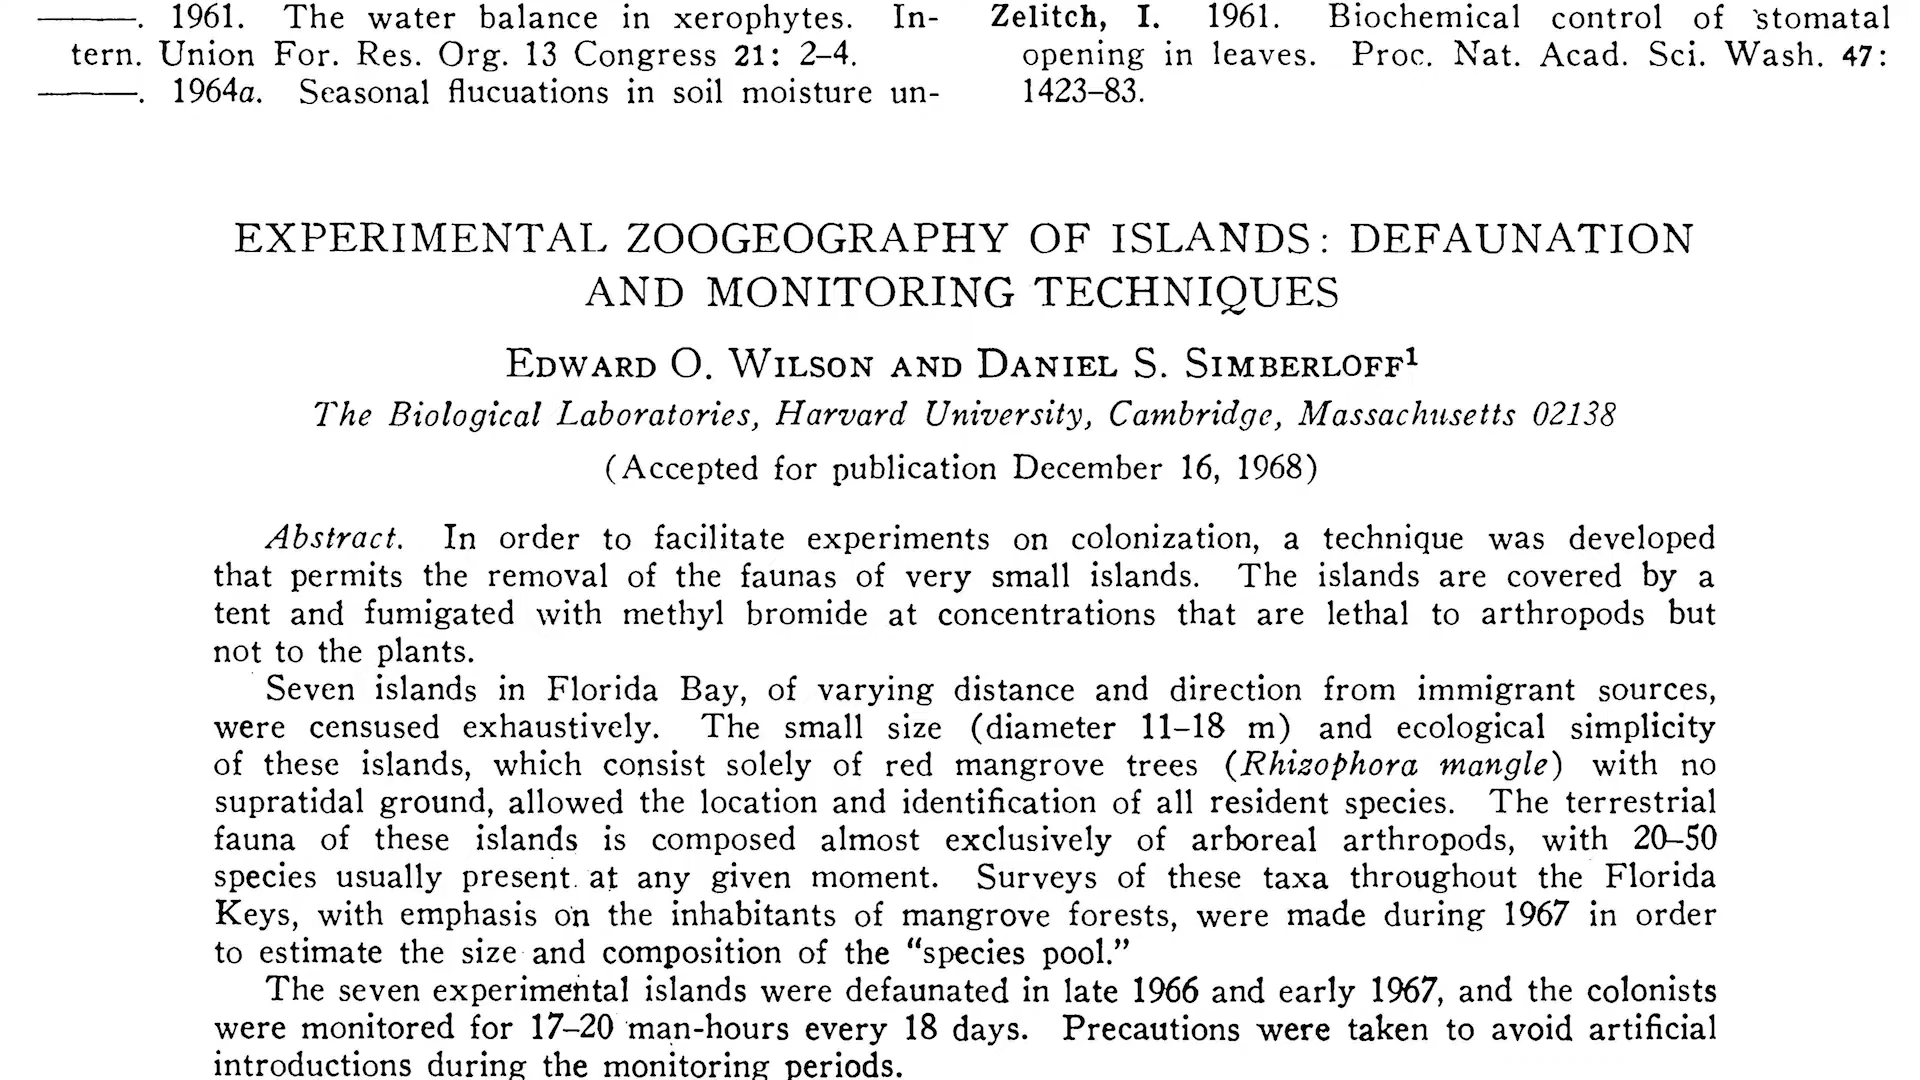 ———. 1961. The water balance in xerophytes. In-
tern. Union For. Res. Org. 13 Congress 21: 2–4.
———. 1964a. Seasonal flucuations in soil moisture un-
Zelitch, I. 1961. Biochemical control of stomatal
opening in leaves. Proc. Nat. Acad. Sci. Wash. 47:
1423–83.
EXPERIMENTAL ZOOGEOGRAPHY OF ISLANDS: DEFAUNATION
AND MONITORING TECHNIQUES
Edward O. Wilson and Daniel S. Simberloff¹
The Biological Laboratories, Harvard University, Cambridge, Massachusetts 02138
(Accepted for publication December 16, 1968)
Abstract. In order to facilitate experiments on colonization, a technique was developed
that permits the removal of the faunas of very small islands. The islands are covered by a
tent and fumigated with methyl bromide at concentrations that are lethal to arthropods but
not to the plants.
Seven islands in Florida Bay, of varying distance and direction from immigrant sources,
were censused exhaustively. The small size (diameter 11–18 m) and ecological simplicity
of these islands, which consist solely of red mangrove trees (Rhizophora mangle) with no
supratidal ground, allowed the location and identification of all resident species. The terrestrial
fauna of these islands is composed almost exclusively of arboreal arthropods, with 20–50
species usually present at any given moment. Surveys of these taxa throughout the Florida
Keys, with emphasis on the inhabitants of mangrove forests, were made during 1967 in order
to estimate the size and composition of the “species pool.”
The seven experimental islands were defaunated in late 1966 and early 1967, and the colonists
were monitored for 17–20 man-hours every 18 days. Precautions were taken to avoid artificial
introductions during the monitoring periods.